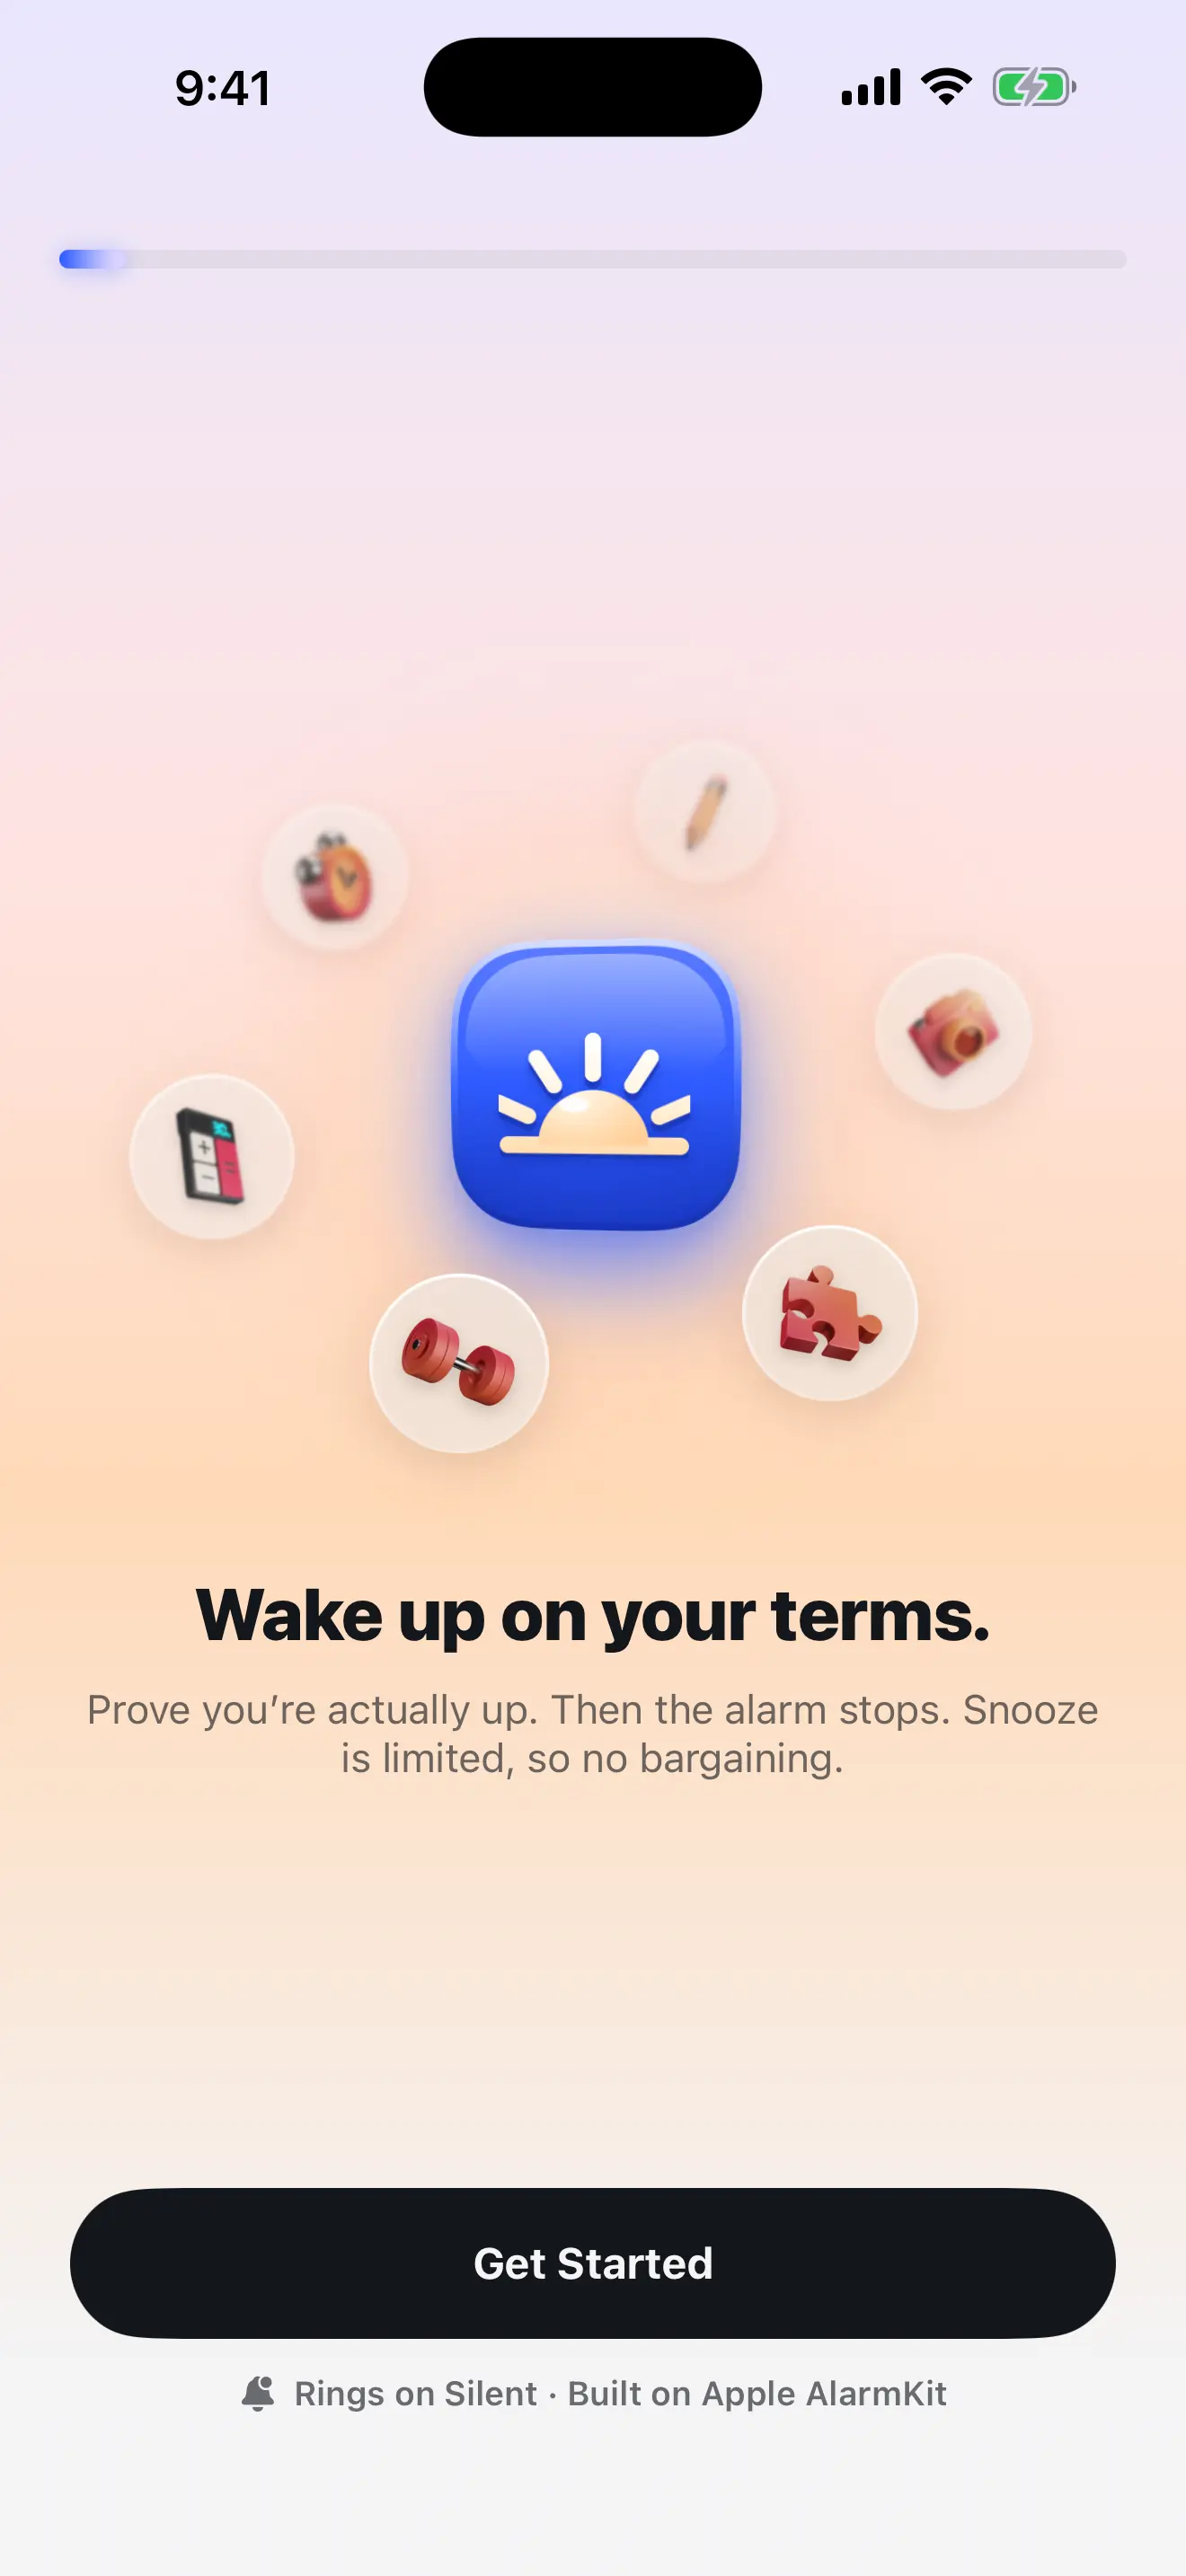 9:41
Wake up on your terms.
Prove you’re actually up. Then the alarm stops. Snooze
is limited, so no bargaining.
Get Started
Rings on Silent · Built on Apple AlarmKit